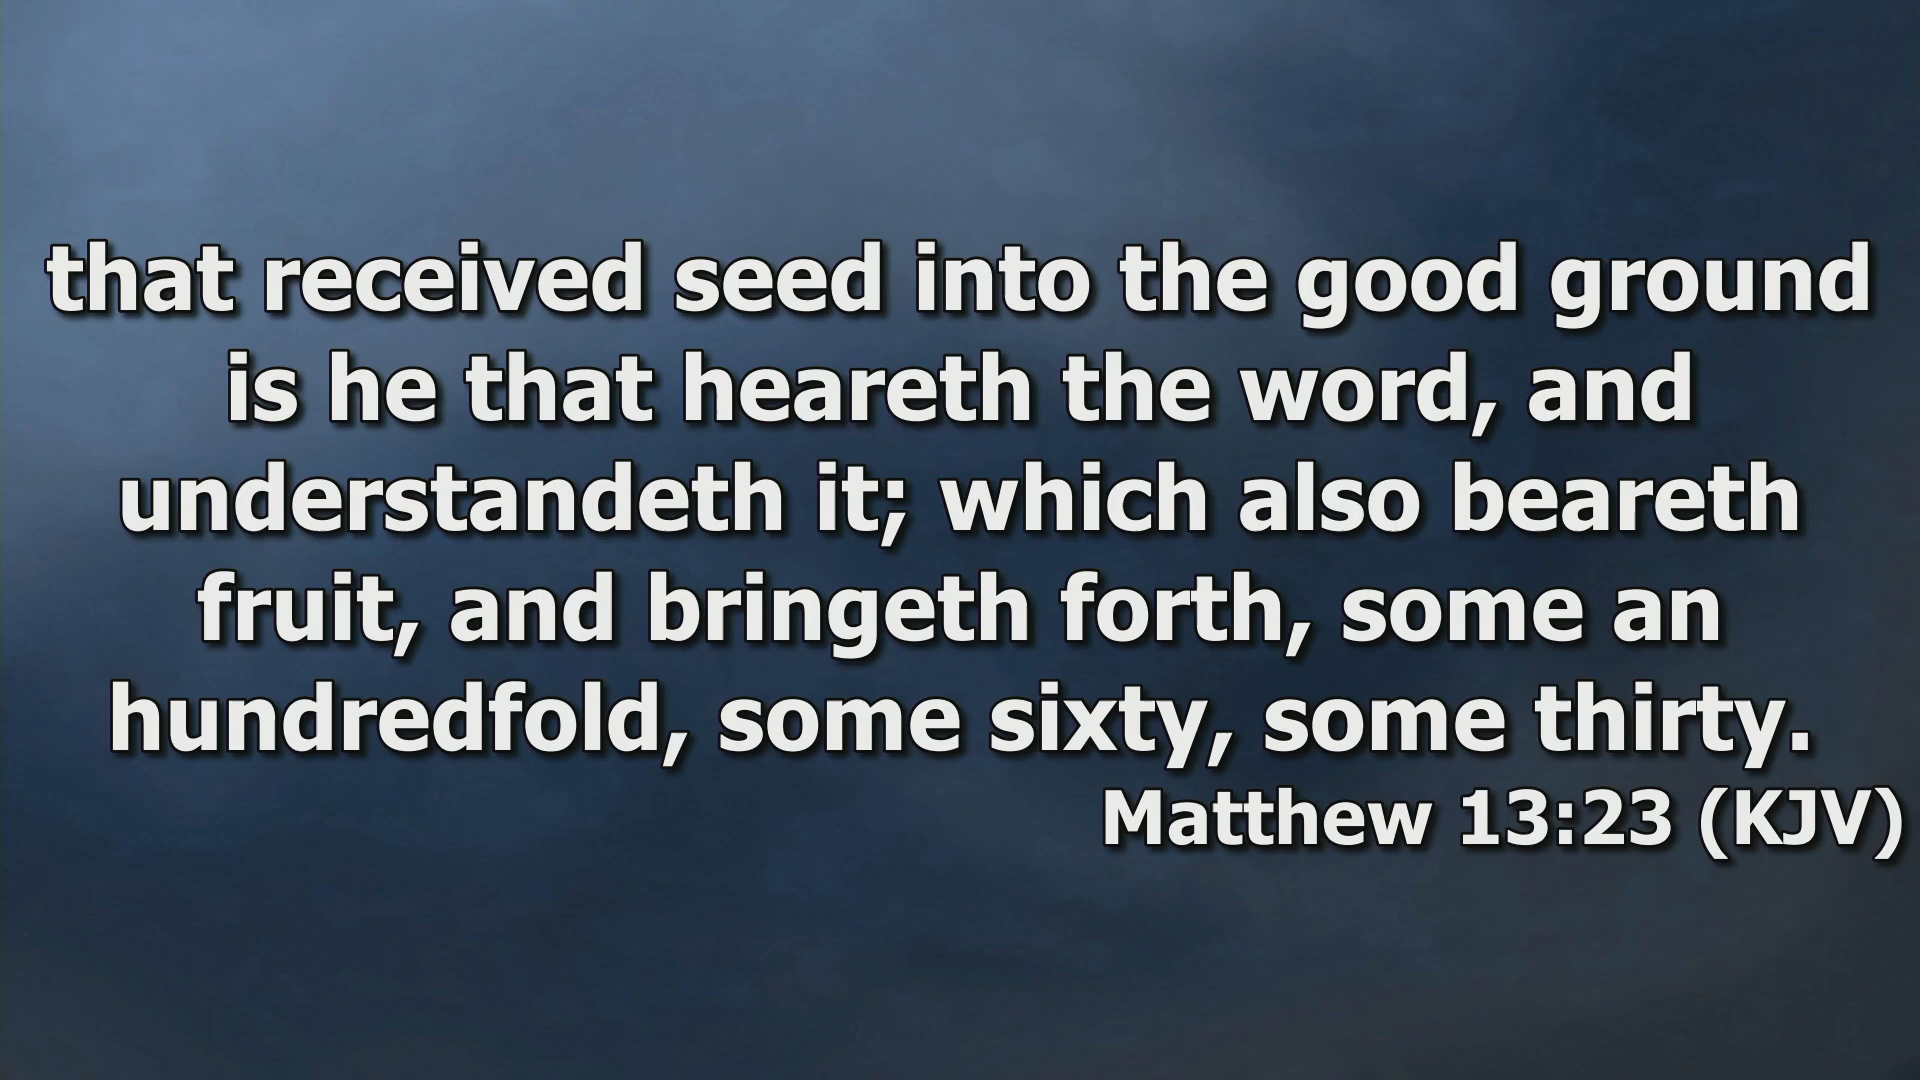 that received seed into the good ground
is he that heareth the word, and
understandeth it; which also beareth
fruit, and bringeth forth, some an
hundredfold, some sixty, some thirty.
Matthew 13:23 (KJV)